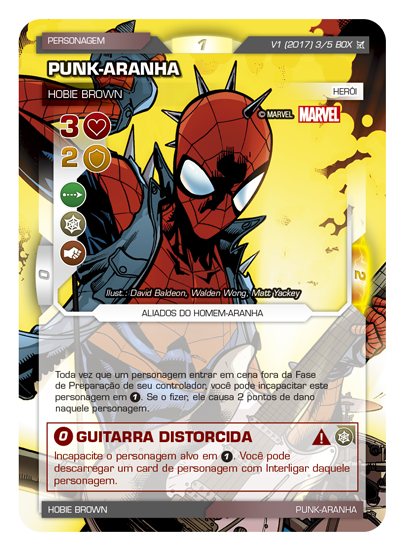 PERSONAGEM
1
V1 (2017) 3/5 BOX
PUNK-ARANHA
HOBIE BROWN
HERÓI
3
© MARVEL MARVEL
2
0
2
Ilust.: David Baldeon, Walden Wong, Matt Yackey
ALIADOS DO HOMEM-ARANHA
Toda vez que um personagem entrar em cena fora da Fase
de Preparação de seu controlador, você pode incapacitar este
personagem em 1. Se o fizer, ele causa 2 pontos de dano
naquele personagem.
0 GUITARRA DISTORCIDA
Incapacite o personagem alvo em 1. Você pode
descarregar um card de personagem com Interligar daquele
personagem.
HOBIE BROWN
PUNK-ARANHA